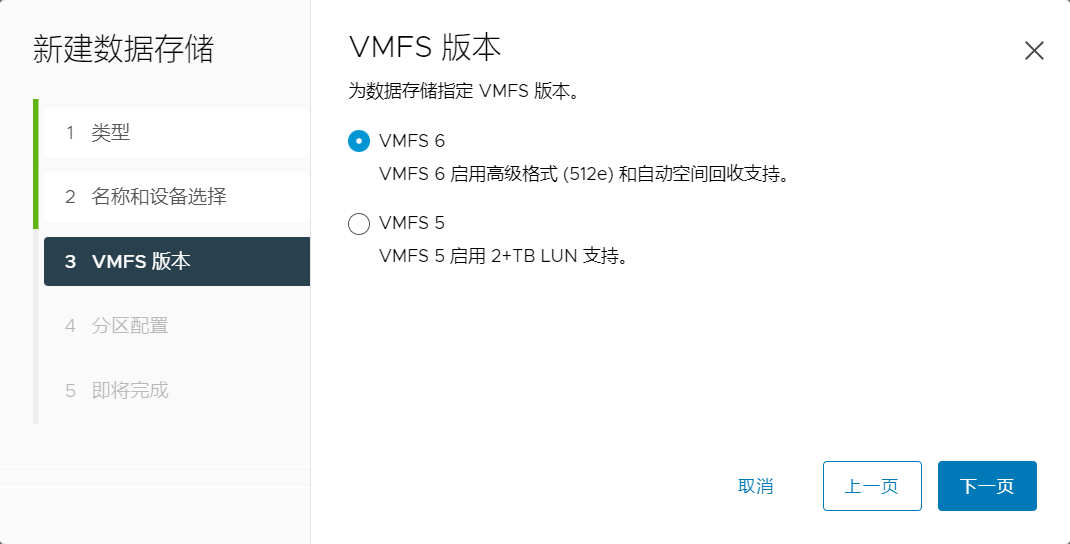 新建数据存储
1 类型
2 名称和设备选择
3 VMFS 版本
4 分区配置
5 即将完成
VMFS 版本
为数据存储指定 VMFS 版本。
VMFS 6
VMFS 6 启用高级格式 (512e) 和自动空间回收支持。
VMFS 5
VMFS 5 启用 2+TB LUN 支持。
取消
上一页
下一页